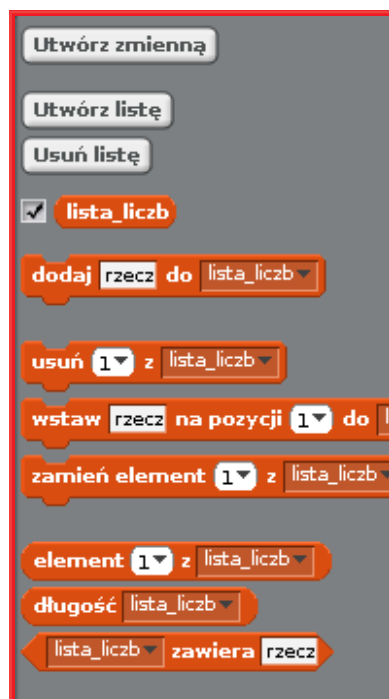 Utwórz zmienną
Utwórz listę
Usuń listę
lista_liczb
dodaj rzecz do lista_liczb
usuń 1 z lista_liczb
wstaw rzecz na pozycji 1 do
zamień element 1 z lista_liczb
element 1 z lista_liczb
długość lista_liczb
lista_liczb zawiera rzecz